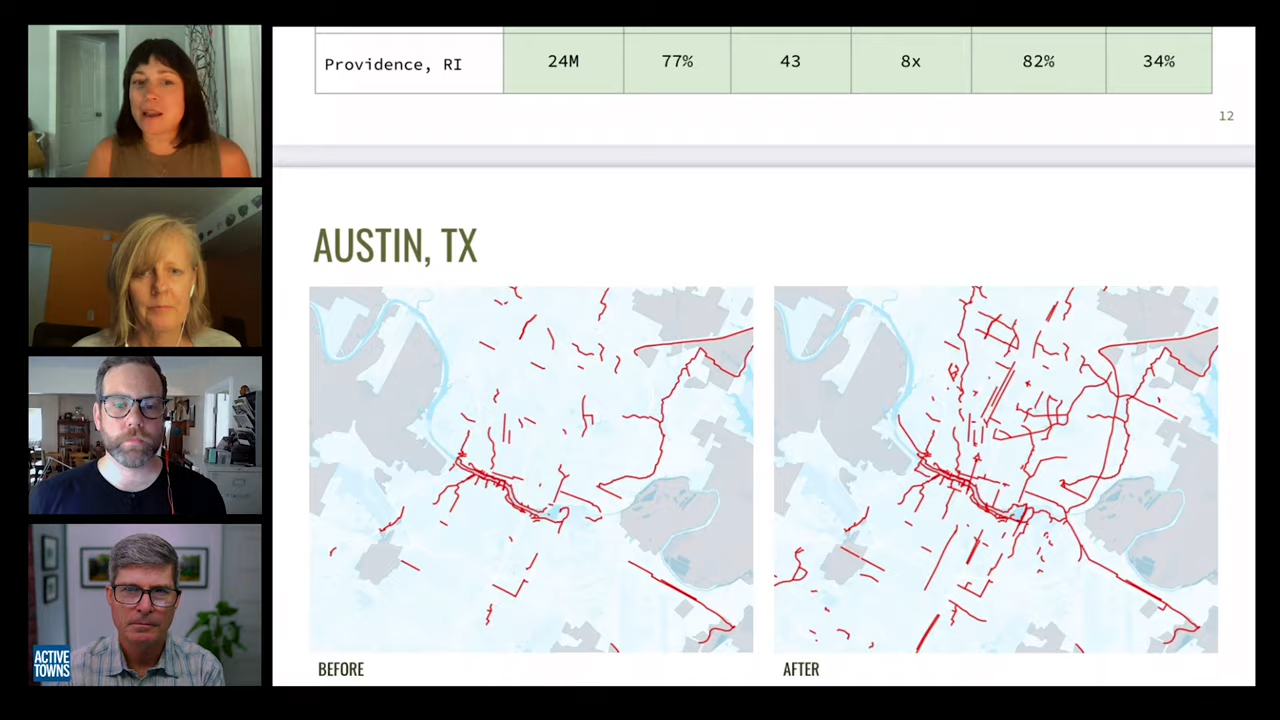 Providence, RI 24M 77% 43 8x 82% 34%
12
AUSTIN, TX
BEFORE AFTER
ACTIVE
TOWNS